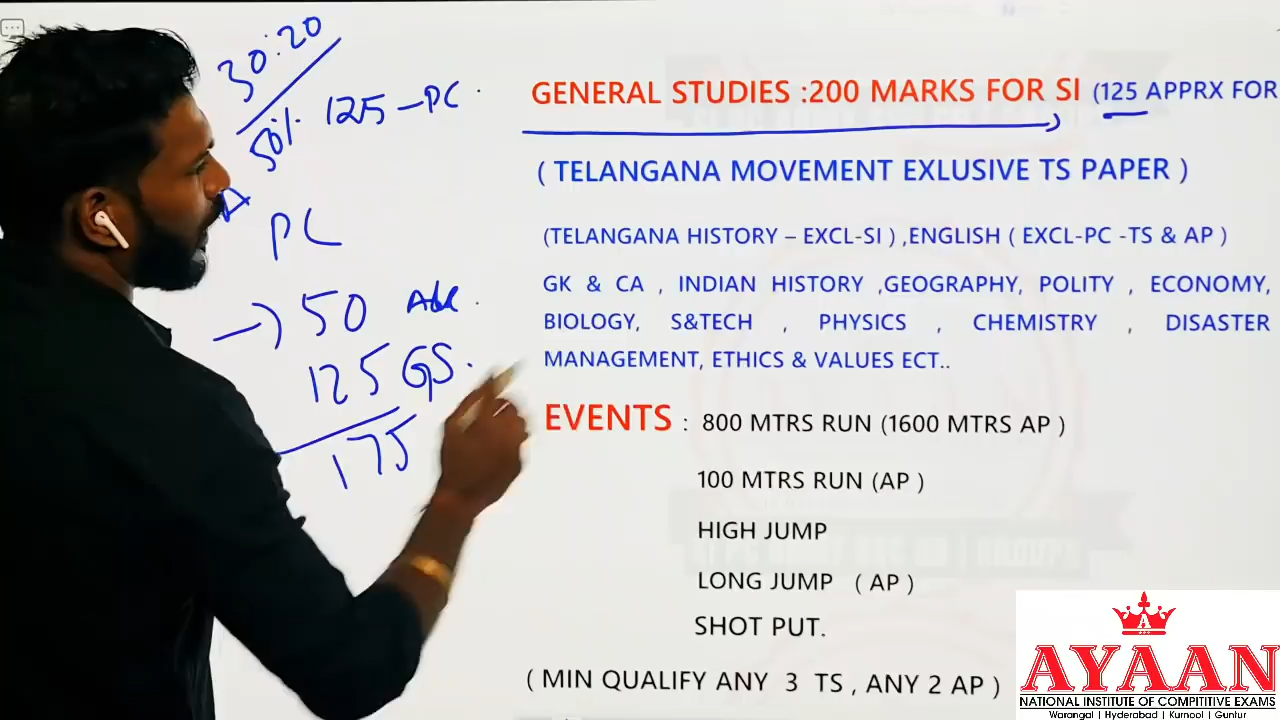 30:20
50% 125 - PC
PC
→) 50
125 GS.
175
GENERAL STUDIES :200 MARKS FOR SI (125 APPRX FOR
( TELANGANA MOVEMENT EXLUSIVE TS PAPER )
(TELANGANA HISTORY – EXCL-SI ) ,ENGLISH ( EXCL-PC -TS & AP )
GK & CA , INDIAN HISTORY ,GEOGRAPHY, POLITY , ECONOMY,
BIOLOGY, S&TECH , PHYSICS , CHEMISTRY , DISASTER
MANAGEMENT, ETHICS & VALUES ECT..
EVENTS : 800 MTRS RUN (1600 MTRS AP )
100 MTRS RUN (AP )
HIGH JUMP
LONG JUMP ( AP )
SHOT PUT.
( MIN QUALIFY ANY 3 TS , ANY 2 AP )
A
AYAAN
NATIONAL INSTITUTE OF COMPITITIVE EXAMS
Warangal | Hyderabad | Kurnool | Guntur